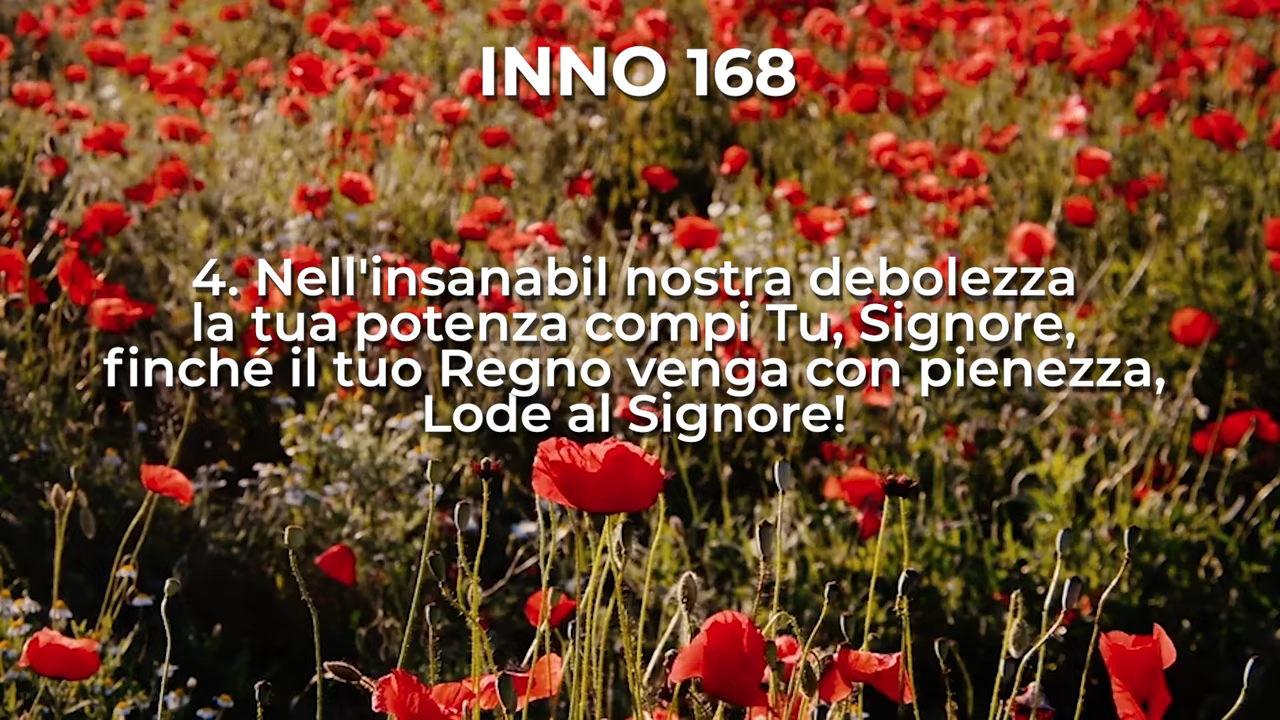 INNO 168
4. Nell'insanabil nostra debolezza
la tua potenza compi Tu, Signore,
finché il tuo Regno venga con pienezza,
Lode al Signore!